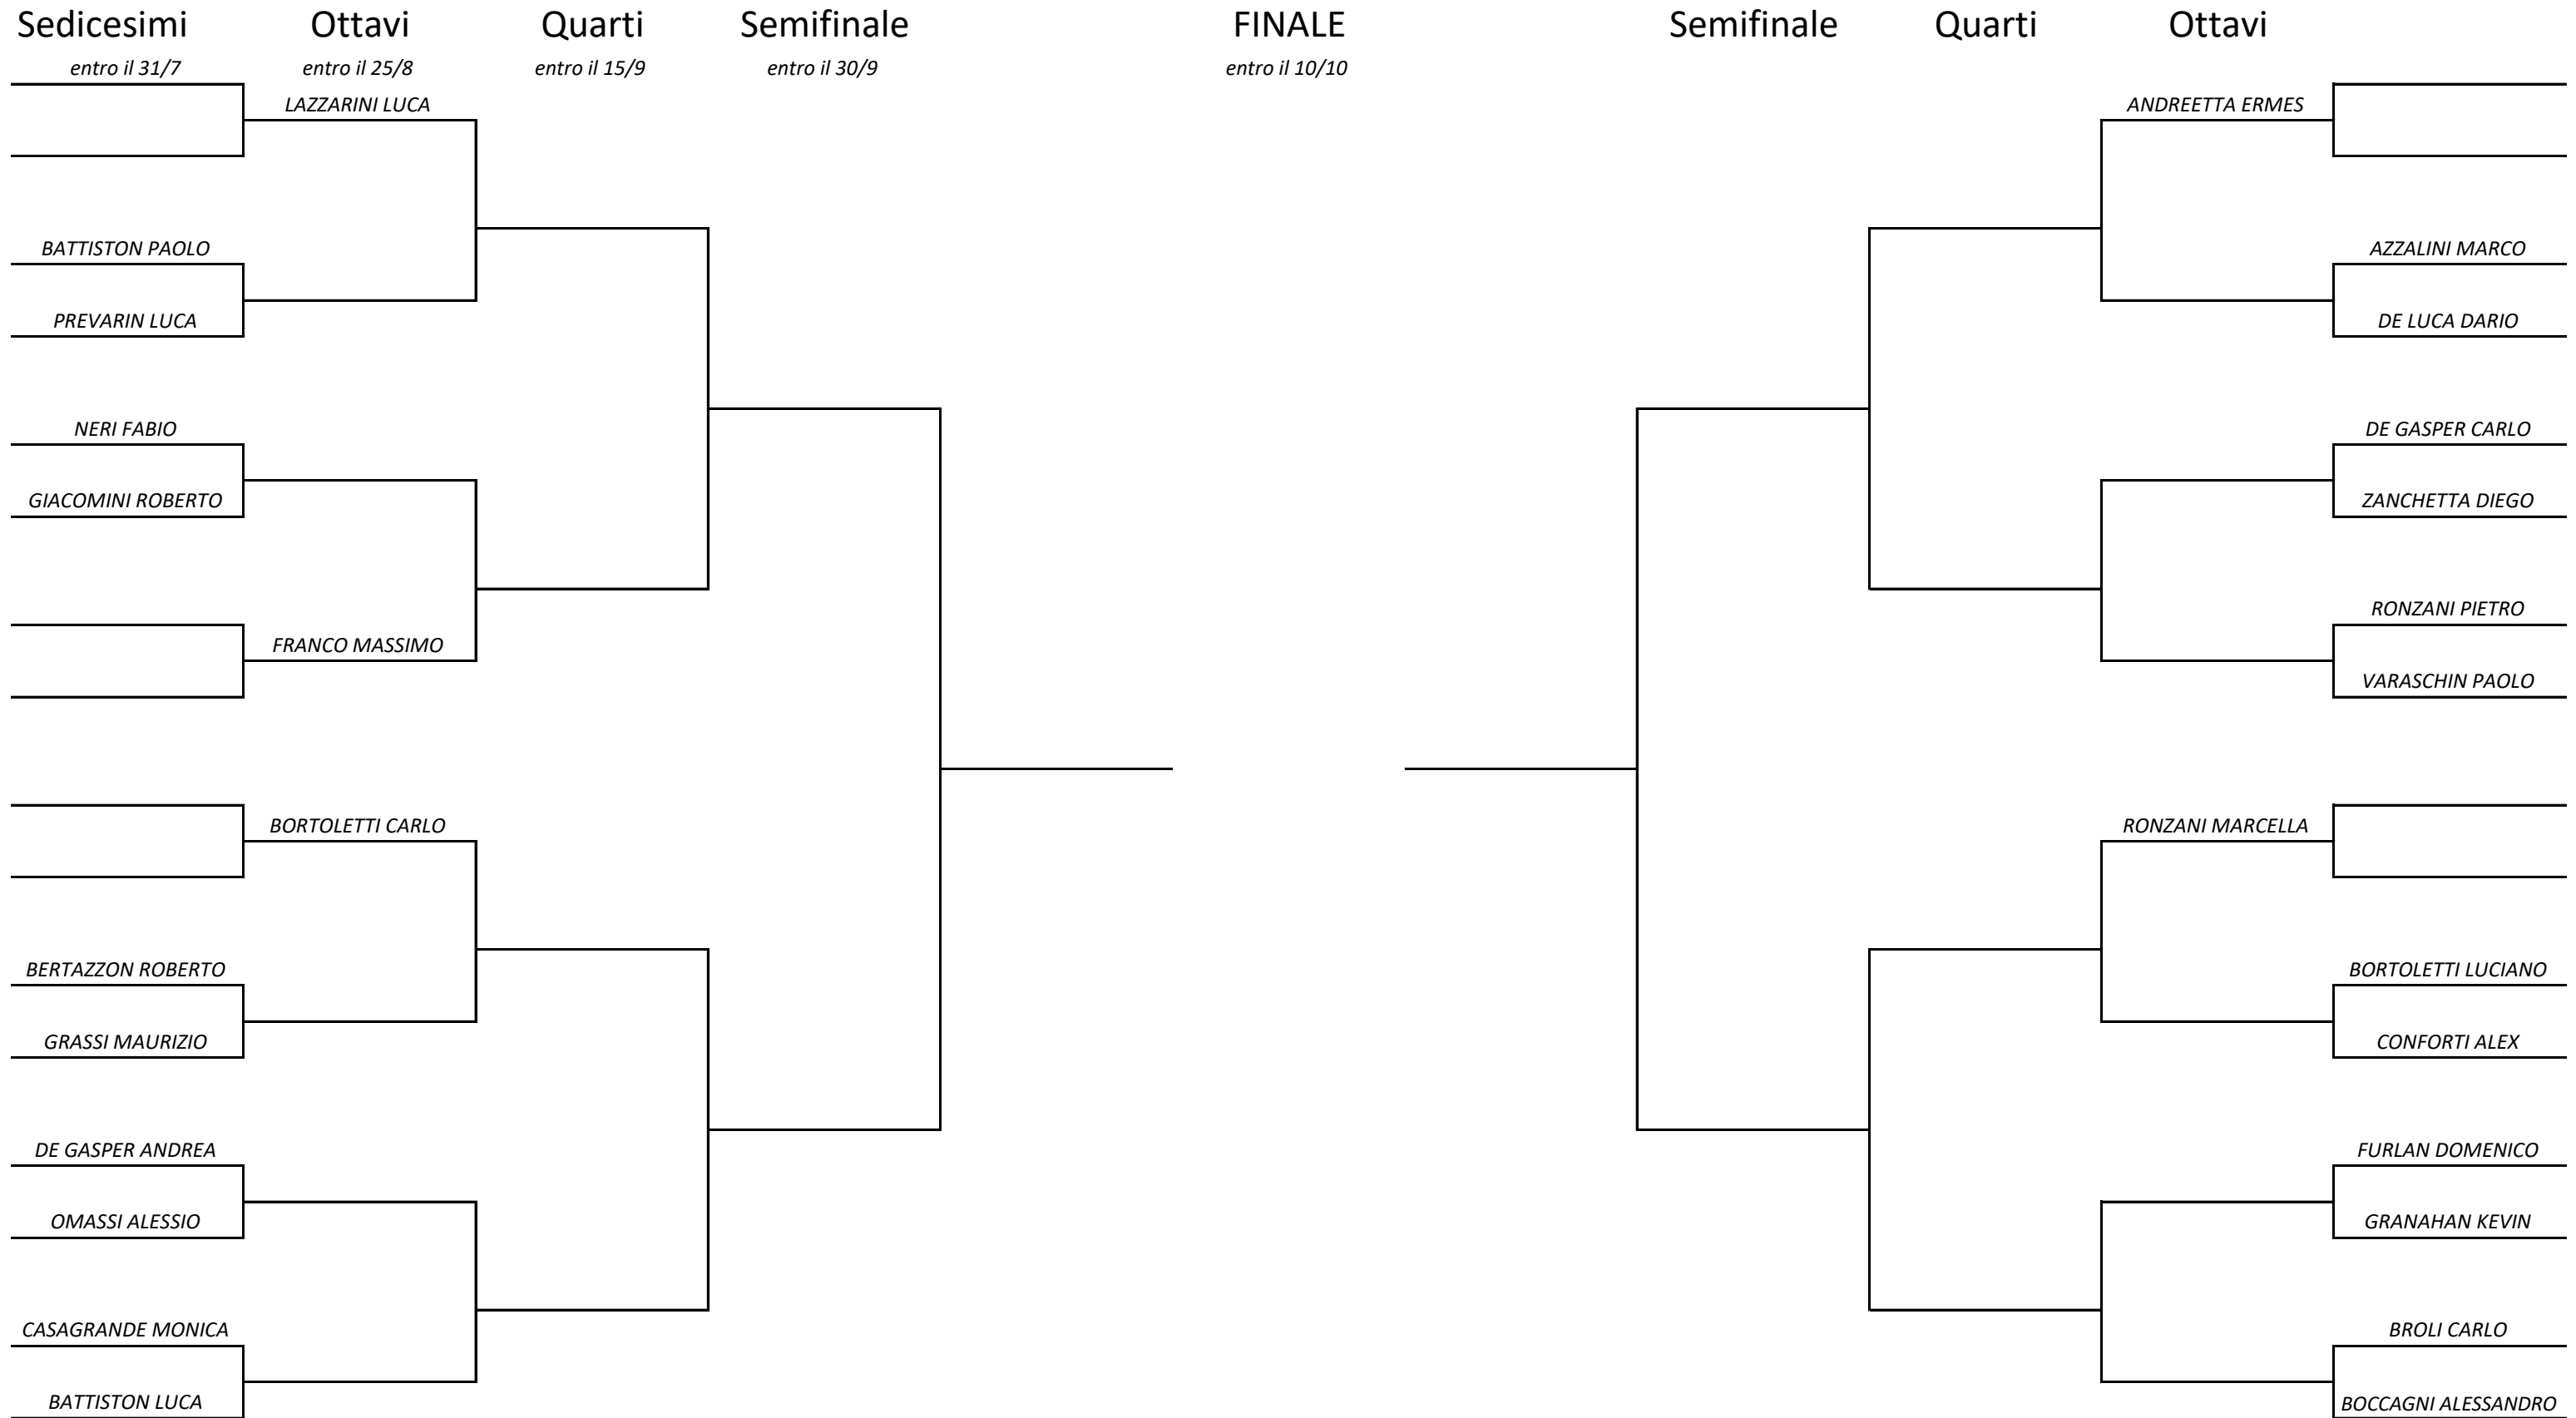 Sedicesimi Ottavi Quarti Semifinale FINALE Semifinale Quarti Ottavi
entro il 31/7 entro il 25/8 entro il 15/9 entro il 30/9 entro il 10/10
LAZZARINI LUCA ANDREETTA ERMES
BATTISTON PAOLO AZZALINI MARCO
PREVARIN LUCA DE LUCA DARIO
NERI FABIO DE GASPER CARLO
GIACOMINI ROBERTO ZANCHETTA DIEGO
RONZANI PIETRO
FRANCO MASSIMO
VARASCHIN PAOLO
BORTOLETTI CARLO RONZANI MARCELLA
BERTAZZON ROBERTO BORTOLETTI LUCIANO
GRASSI MAURIZIO CONFORTI ALEX
DE GASPER ANDREA FURLAN DOMENICO
OMASSI ALESSIO GRANAHAN KEVIN
CASAGRANDE MONICA BROLI CARLO
BATTISTON LUCA BOCCAGNI ALESSANDRO